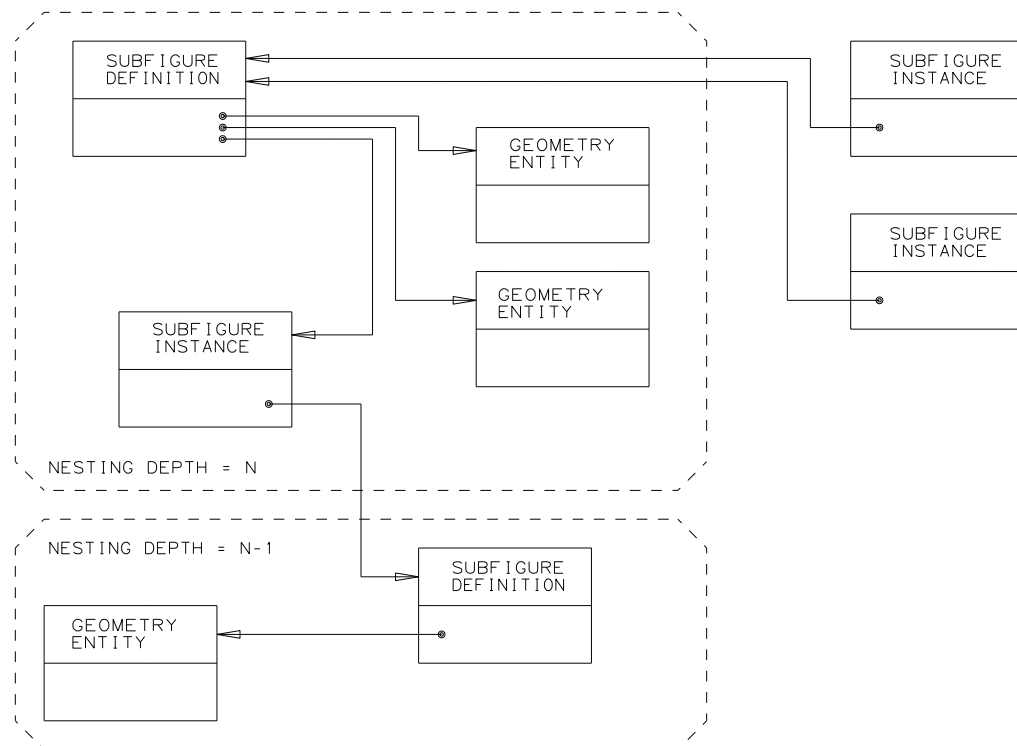 SUBFIGURE
DEFINITION
SUBFIGURE
INSTANCE
GEOMETRY
ENTITY
SUBFIGURE
INSTANCE
GEOMETRY
ENTITY
SUBFIGURE
INSTANCE
NESTING DEPTH = N
NESTING DEPTH = N-1
SUBFIGURE
DEFINITION
GEOMETRY
ENTITY